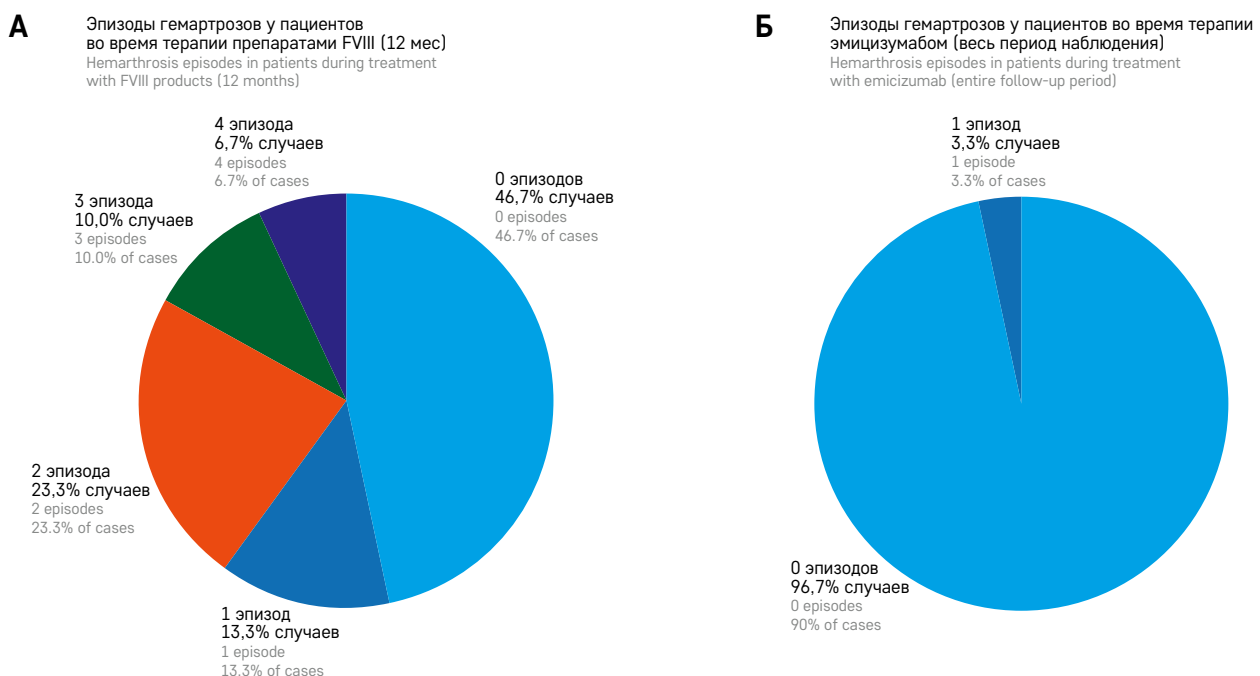 А
Эпизоды гемартрозов у пациентов
во время терапии препаратами FVIII (12 мес)
Hemarthrosis episodes in patients during treatment
with FVIII products (12 months)
4 эпизода
6,7% случаев
4 episodes
6.7% of cases
0 эпизодов
46,7% случаев
0 episodes
46.7% of cases
3 эпизода
10,0% случаев
3 episodes
10.0% of cases
2 эпизода
23,3% случаев
2 episodes
23.3% of cases
1 эпизод
13,3% случаев
1 episode
13.3% of cases
Б
Эпизоды гемартрозов у пациентов во время терапии
эмицизумабом (весь период наблюдения)
Hemarthrosis episodes in patients during treatment
with emicizumab (entire follow-up period)
1 эпизод
3,3% случаев
1 episode
3.3% of cases
0 эпизодов
96,7% случаев
0 episodes
90% of cases